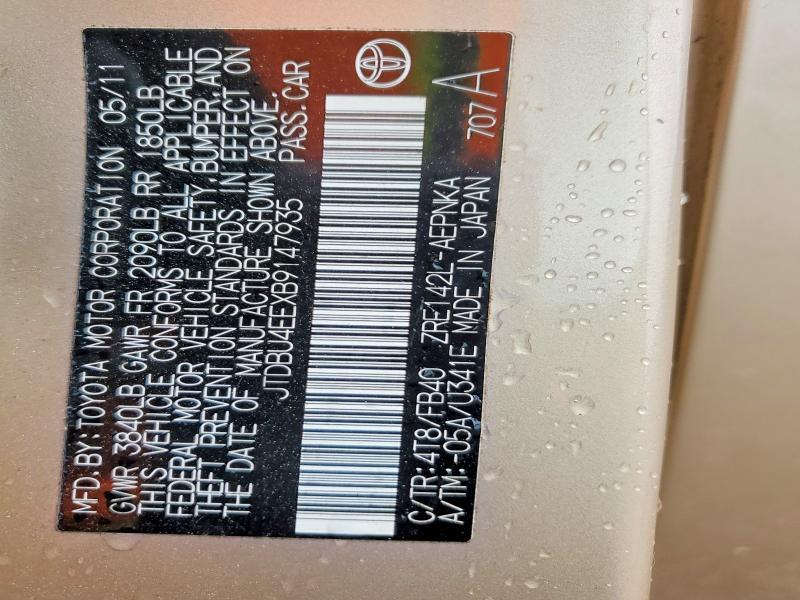 MFD.BY:TOYOTA MOTOR CORPORATION 05/11
GVWR 3840LB GAWR FR 2090LB RR 1850LB
THIS VEHICLE CONFORMS TO ALL APPLICABLE
FEDERAL MOTOR VEHICLE SAFETY, BUMPER,AND
THEFT PREVENTION STANDARDS IN EFFECT ON
THE DATE OF MANUFACTURE SHOWN ABOVE.
JTDBU4EEXB9147935 PASS.CAR
C/TR:4T8/FB40 ZRE142L-AEPNKA
A/TM:-05A/U341E MADE IN JAPAN
707A